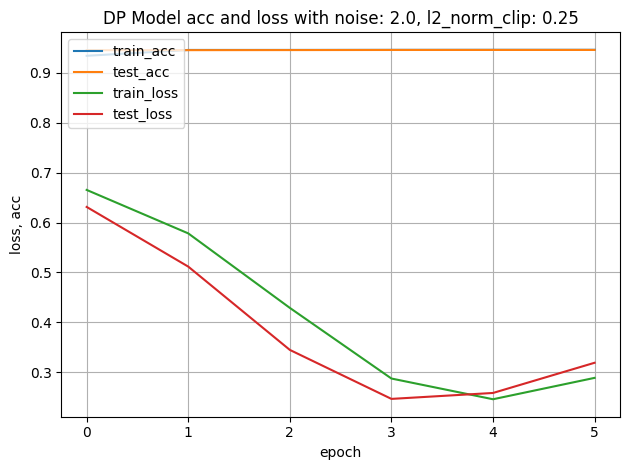 DP Model acc and loss with noise: 2.0, l2_norm_clip: 0.25
train_acc
test_acc
train_loss
test_loss
0.9
0.8
0.7
0.6
0.5
0.4
0.3
loss, acc
0 1 2 3 4 5
epoch